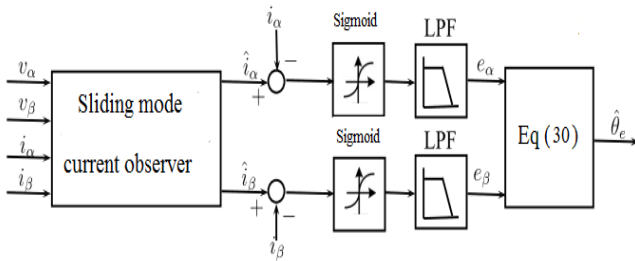 i_α
Sigmoid
LPF
v_α
î_α
−
e_α
+
v_β
Sliding mode
Eq (30)
θ̂_e
i_α
current observer
Sigmoid
LPF
i_β
î_β
e_β
+
−
i_β